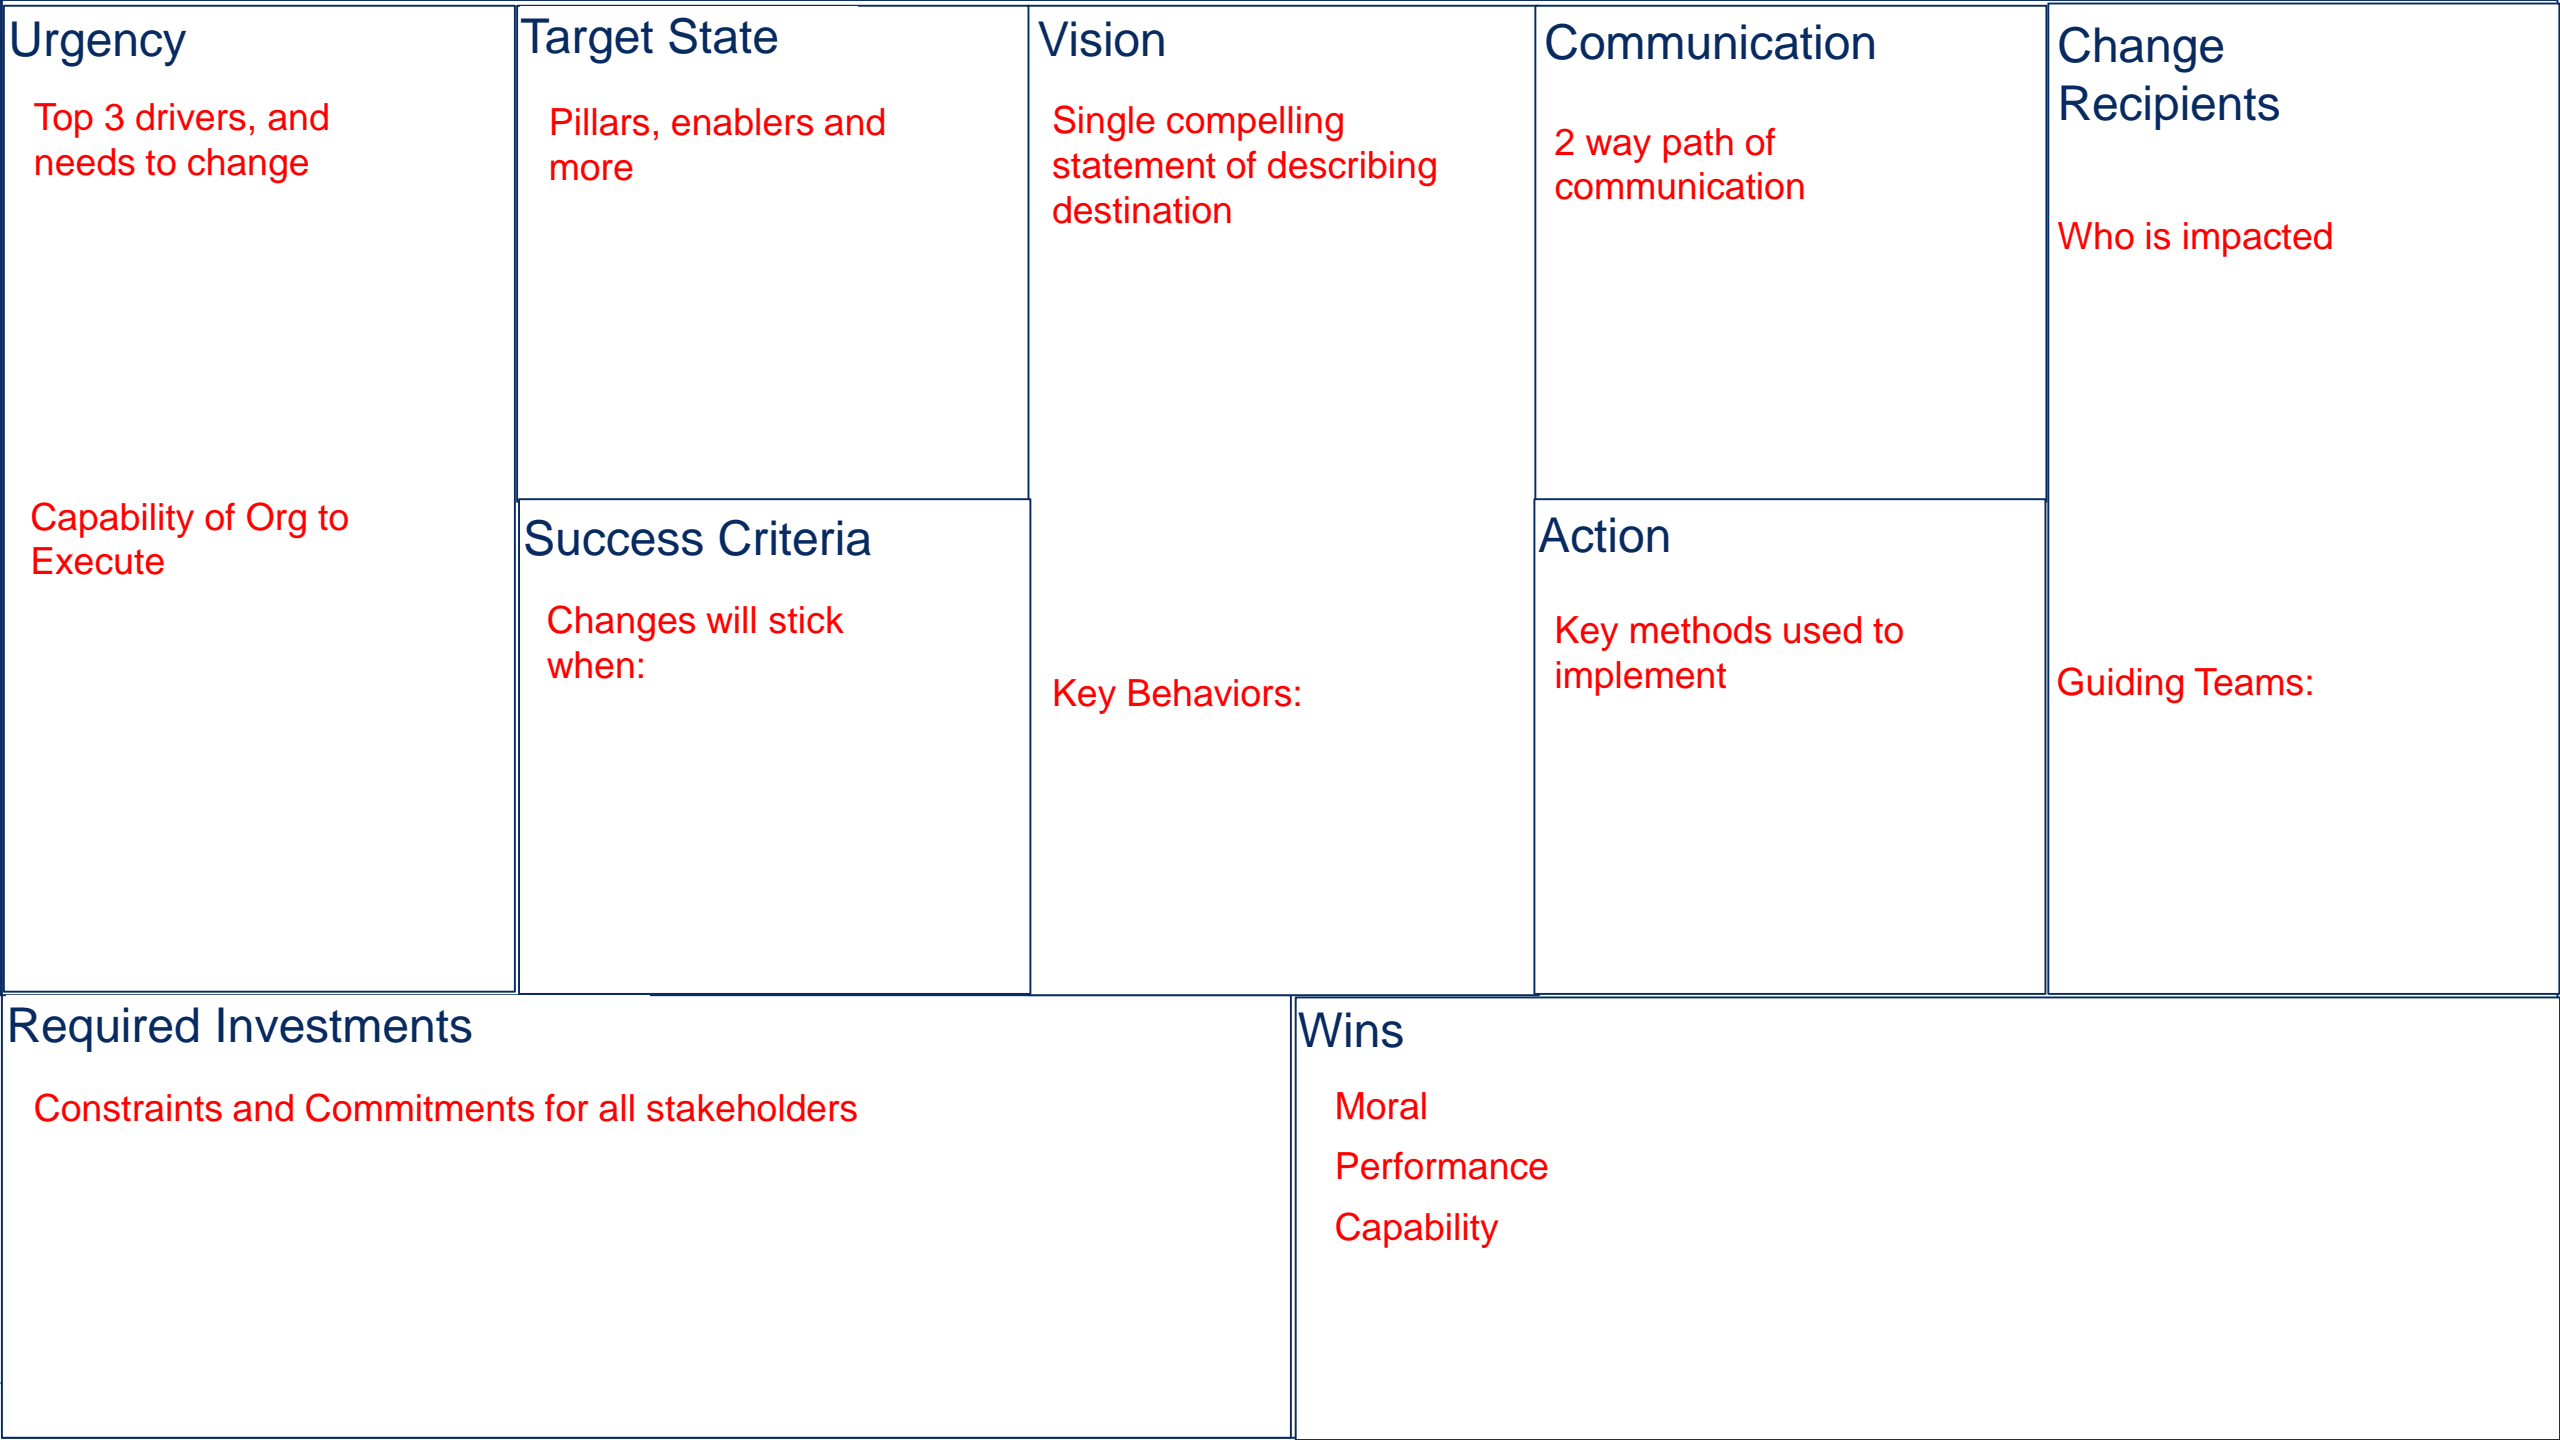 Urgency
Top 3 drivers, and
needs to change
Capability of Org to
Execute
Target State
Pillars, enablers and
more
Success Criteria
Changes will stick
when:
Vision
Single compelling
statement of describing
destination
Key Behaviors:
Communication
2 way path of
communication
Action
Key methods used to
implement
Change
Recipients
Who is impacted
Guiding Teams:
Required Investments
Constraints and Commitments for all stakeholders
Wins
Moral
Performance
Capability